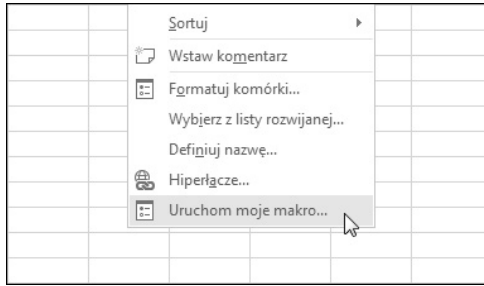 Sortuj
Wstaw komentarz
Formatuj komórki...
Wybierz z listy rozwijanej...
Definiuj nazwę...
Hiperłącze...
Uruchom moje makro...